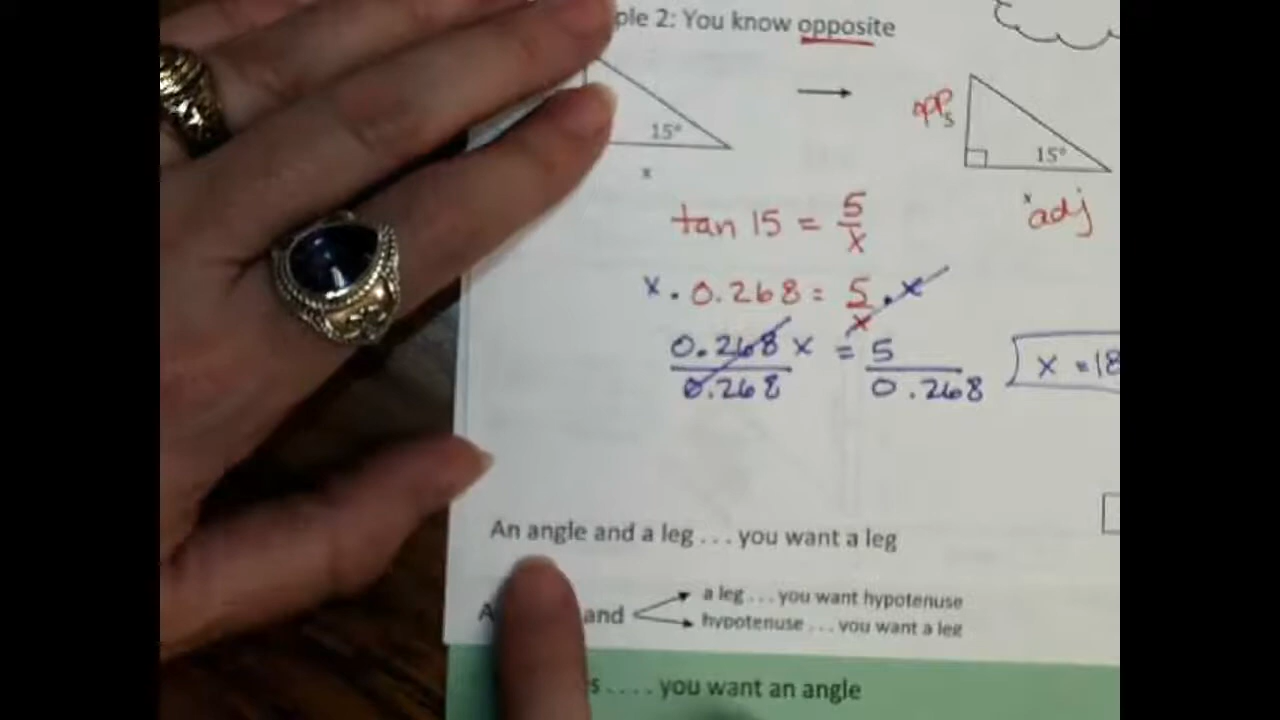 ple 2: You know opposite
15°
x
opp
5
15°
x
adj
tan 15 = 5/x
x · 0.268 = 5/x · x
0.268 x = 5
0.268 0.268
x = 18
An angle and a leg . . . you want a leg
A and
a leg . . . you want hypotenuse
hypotenuse . . . you want a leg
s . . . . you want an angle